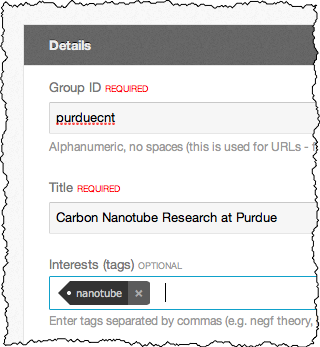 Details
Group ID REQUIRED
purduecnt
Alphanumeric, no spaces (this is used for URLs -
Title REQUIRED
Carbon Nanotube Research at Purdue
Interests (tags) OPTIONAL
nanotube ×
Enter tags separated by commas (e.g. negf theory,